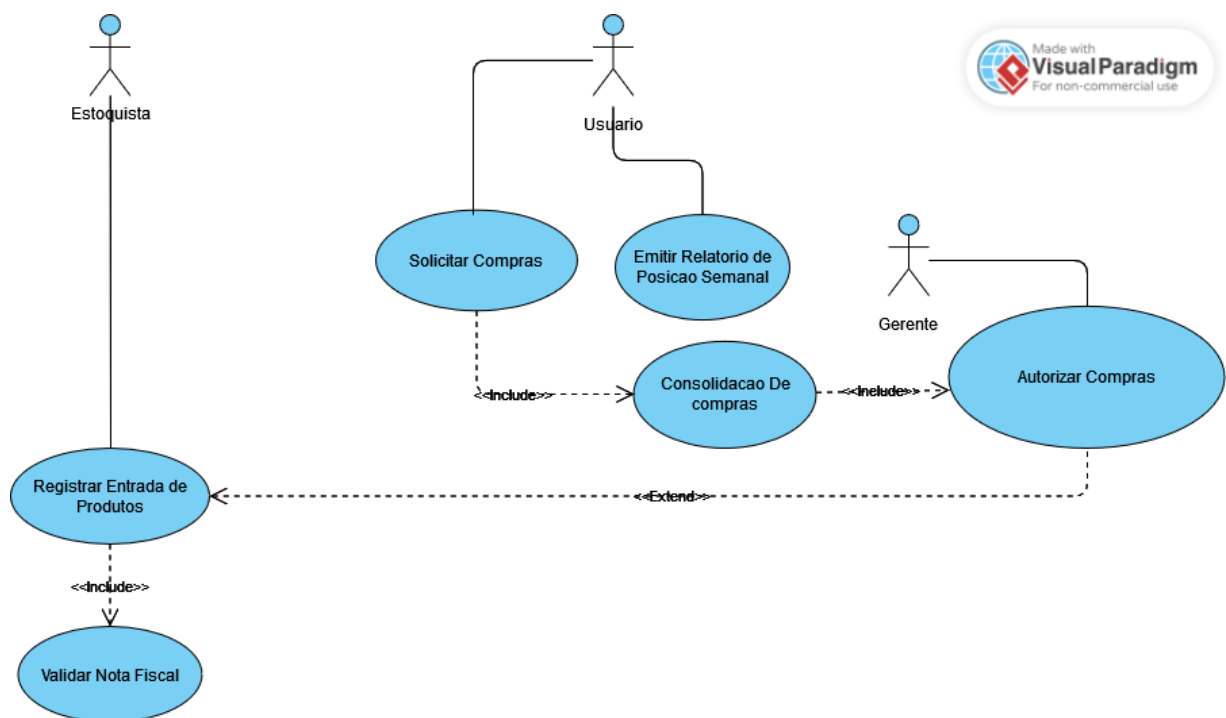 Made with
Visual Paradigm
For non-commercial use
Estoquista
Usuario
Solicitar Compras
Emitir Relatorio de
Posicao Semanal
Gerente
Consolidacao De
compras
Autorizar Compras
<<Include>>
<<Include>>
Registrar Entrada de
Produtos
<<Extend>>
<<Include>>
Validar Nota Fiscal